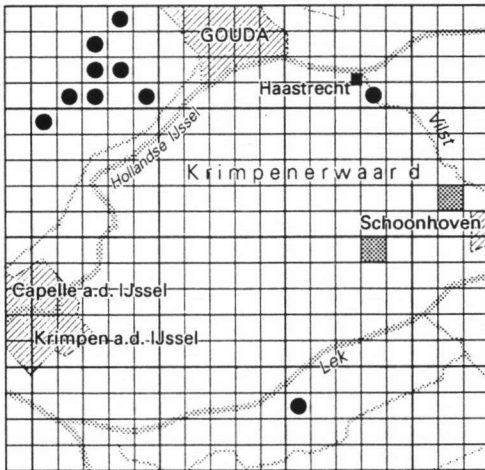 GOUDA
Haastrecht
Hollandse IJssel
Vlist
Krimpenerwaard
Schoonhoven
Capelle a.d. IJssel
Krimpen a.d. IJssel
Lek